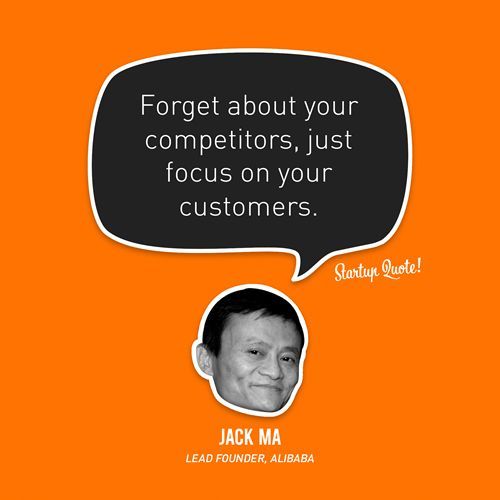 Forget about your
competitors, just
focus on your
customers.
Startup Quote!
JACK MA
LEAD FOUNDER, ALIBABA